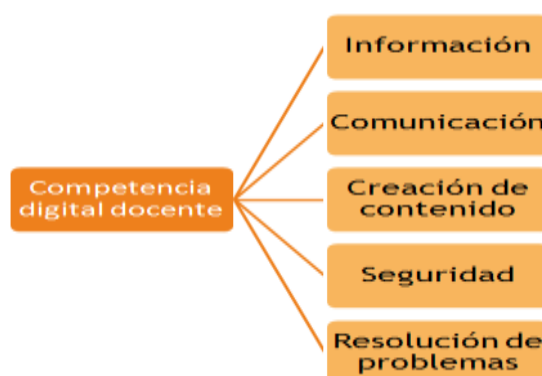 Información
Comunicación
Competencia
digital docente
Creación de
contenido
Seguridad
Resolución de
problemas